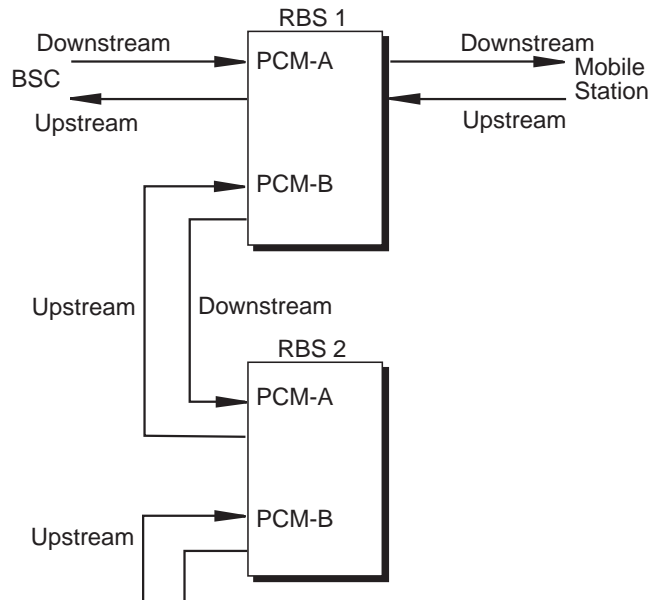 RBS 1
Downstream
PCM-A
Downstream
BSC
Mobile
Station
Upstream
Upstream
PCM-B
Upstream
Downstream
RBS 2
PCM-A
PCM-B
Upstream